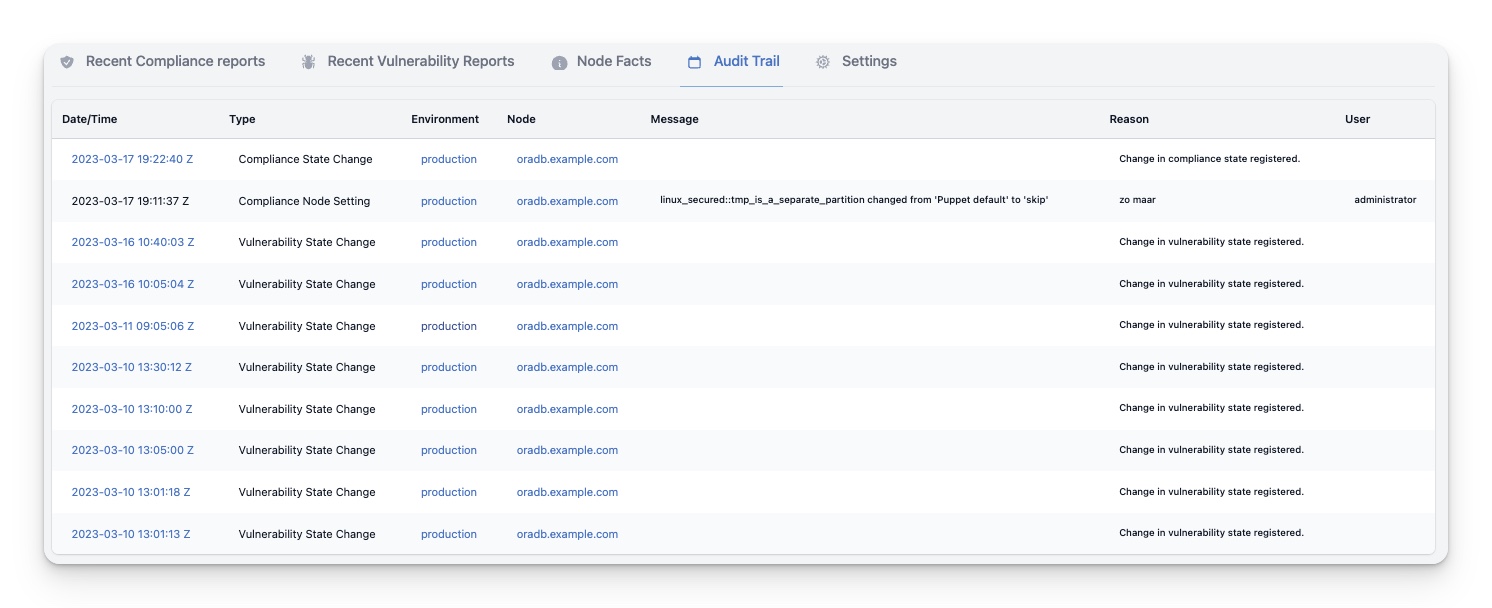 Recent Compliance reports Recent Vulnerability Reports Node Facts Audit Trail Settings
Date/Time Type Environment Node Message Reason User
2023-03-17 19:22:40 Z Compliance State Change production oradb.example.com Change in compliance state registered.
2023-03-17 19:11:37 Z Compliance Node Setting production oradb.example.com linux_secured::tmp_is_a_separate_partition changed from 'Puppet default' to 'skip' zo maar administrator
2023-03-16 10:40:03 Z Vulnerability State Change production oradb.example.com Change in vulnerability state registered.
2023-03-16 10:05:04 Z Vulnerability State Change production oradb.example.com Change in vulnerability state registered.
2023-03-11 09:05:06 Z Vulnerability State Change production oradb.example.com Change in vulnerability state registered.
2023-03-10 13:30:12 Z Vulnerability State Change production oradb.example.com Change in vulnerability state registered.
2023-03-10 13:10:00 Z Vulnerability State Change production oradb.example.com Change in vulnerability state registered.
2023-03-10 13:05:00 Z Vulnerability State Change production oradb.example.com Change in vulnerability state registered.
2023-03-10 13:01:18 Z Vulnerability State Change production oradb.example.com Change in vulnerability state registered.
2023-03-10 13:01:13 Z Vulnerability State Change production oradb.example.com Change in vulnerability state registered.